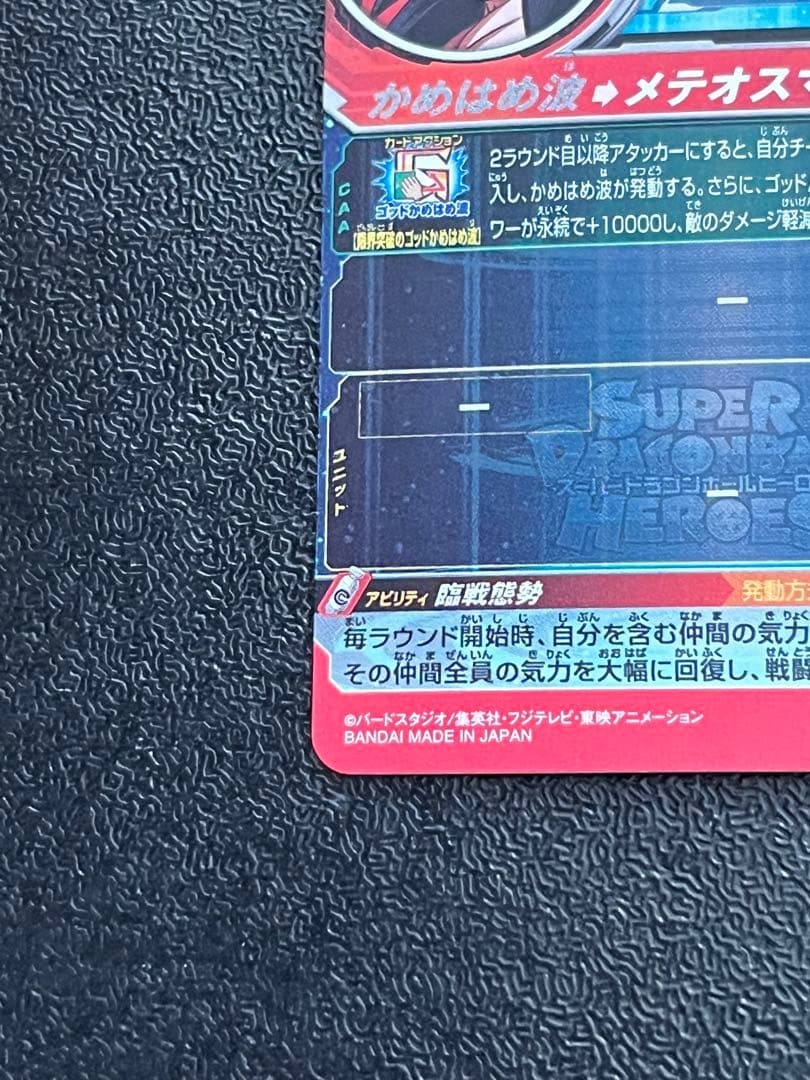 かめはめ波➡メテオスマ
カードアクション
ゴッドかめはめ波
[限界突破のゴッドかめはめ波]
CAA
2ラウンド目以降アタッカーにすると、自分チー
入し、かめはめ波が発動する。さらに、ゴッド
ワーが永続で+10000し、敵のダメージ軽減
ー
ー
ユニット
SUPER
DRAGONBA
スーパードラゴンボールヒーロ
HEROES
ー
アビリティ 臨戦態勢
発動方
毎ラウンド開始時、自分を含む仲間の気力
その仲間全員の気力を大幅に回復し、戦闘
©バードスタジオ/集英社・フジテレビ・東映アニメーション
BANDAI MADE IN JAPAN